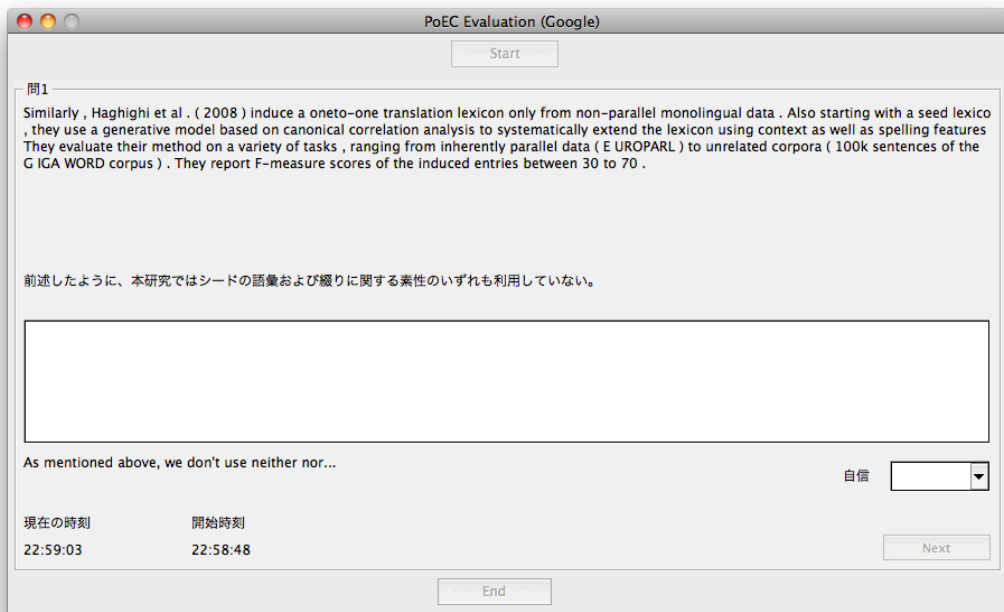 PoEC Evaluation (Google)
Start
問1
Similarly , Haghighi et al . ( 2008 ) induce a oneto-one translation lexicon only from non-parallel monolingual data . Also starting with a seed lexico
, they use a generative model based on canonical correlation analysis to systematically extend the lexicon using context as well as spelling features
They evaluate their method on a variety of tasks , ranging from inherently parallel data ( E UROPARL ) to unrelated corpora ( 100k sentences of the
G IGA WORD corpus ) . They report F-measure scores of the induced entries between 30 to 70 .
前述したように、本研究ではシードの語彙および綴りに関する素性のいずれも利用していない。
As mentioned above, we don't use neither nor...
自信
現在の時刻 開始時刻
22:59:03 22:58:48
Next
End